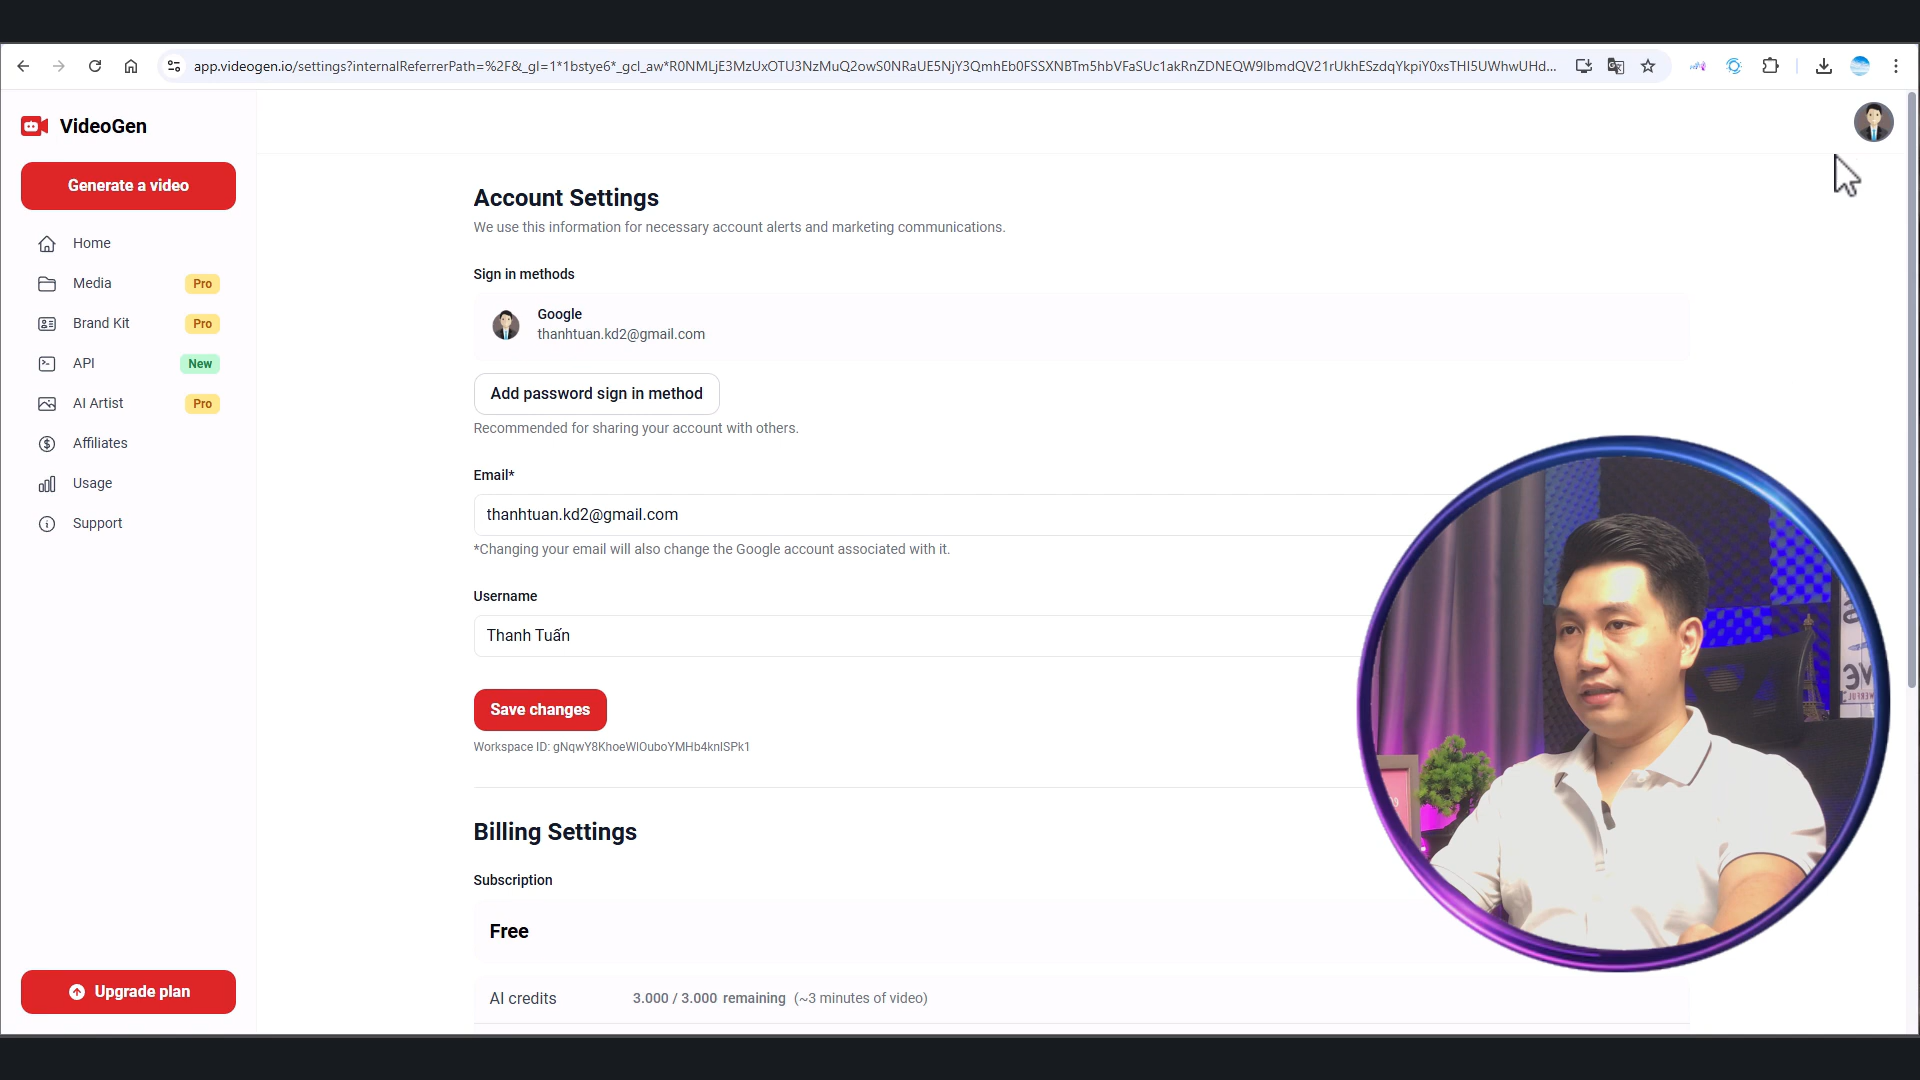 app.videogen.io/settings?internalReferrerPath=%2F&_gl=1*1bstye6*_gcl_aw*R0NMLjE3MzUxOTU3NzMuQ2owS0NRaUE5NjY3QmhEb0FSSXNBTm5hbVFaSUc1akRnZDNEQW9IbmdQV21rUkhESzdqYkpiY0xsTHI5UWhwUHd...
VideoGen
Generate a video
Home
Media Pro
Brand Kit Pro
API New
AI Artist Pro
Affiliates
Usage
Support
Upgrade plan
Account Settings
We use this information for necessary account alerts and marketing communications.
Sign in methods
Google
thanhtuan.kd2@gmail.com
Add password sign in method
Recommended for sharing your account with others.
Email*
thanhtuan.kd2@gmail.com
*Changing your email will also change the Google account associated with it.
Username
Thanh Tuấn
Save changes
Workspace ID: gNqwY8KhoeWlOuboYMHb4knlSPk1
Billing Settings
Subscription
Free
AI credits 3.000 / 3.000 remaining (~3 minutes of video)